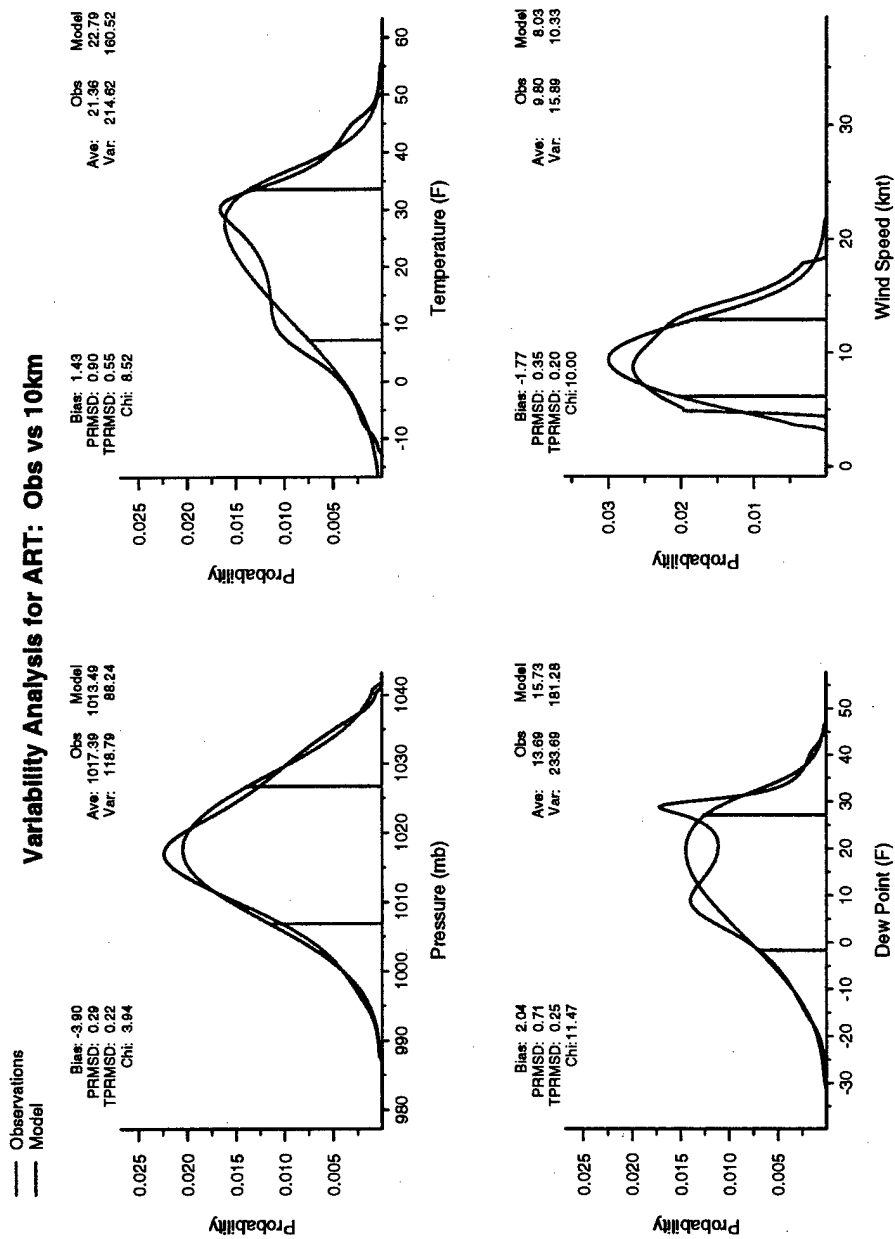 Observations
Model
Variability Analysis for ART: Obs vs 10km
Bias: -3.90
PRMSD: 0.29
TPRMSD: 0.22
Chi: 3.94
Obs Model
Ave: 1017.39 1013.49
Var: 118.79 88.24
Probability
0.025
0.020
0.015
0.010
0.005
980 990 1000 1010 1020 1030 1040
Pressure (mb)
Bias: 1.43
PRMSD: 0.90
TPRMSD: 0.55
Chi: 8.52
Obs Model
Ave: 21.36 22.79
Var: 214.62 160.52
Probability
0.025
0.020
0.015
0.010
0.005
-10 0 10 20 30 40 50 60
Temperature (F)
Bias: 2.04
PRMSD: 0.71
TPRMSD: 0.25
Chi: 11.47
Obs Model
Ave: 13.69 15.73
Var: 233.69 181.28
Probability
0.025
0.020
0.015
0.010
0.005
-30 -20 -10 0 10 20 30 40 50
Dew Point (F)
Bias: -1.77
PRMSD: 0.35
TPRMSD: 0.20
Chi: 10.00
Obs Model
Ave: 9.80 8.03
Var: 15.89 10.33
Probability
0.03
0.02
0.01
0 10 20 30
Wind Speed (knt)